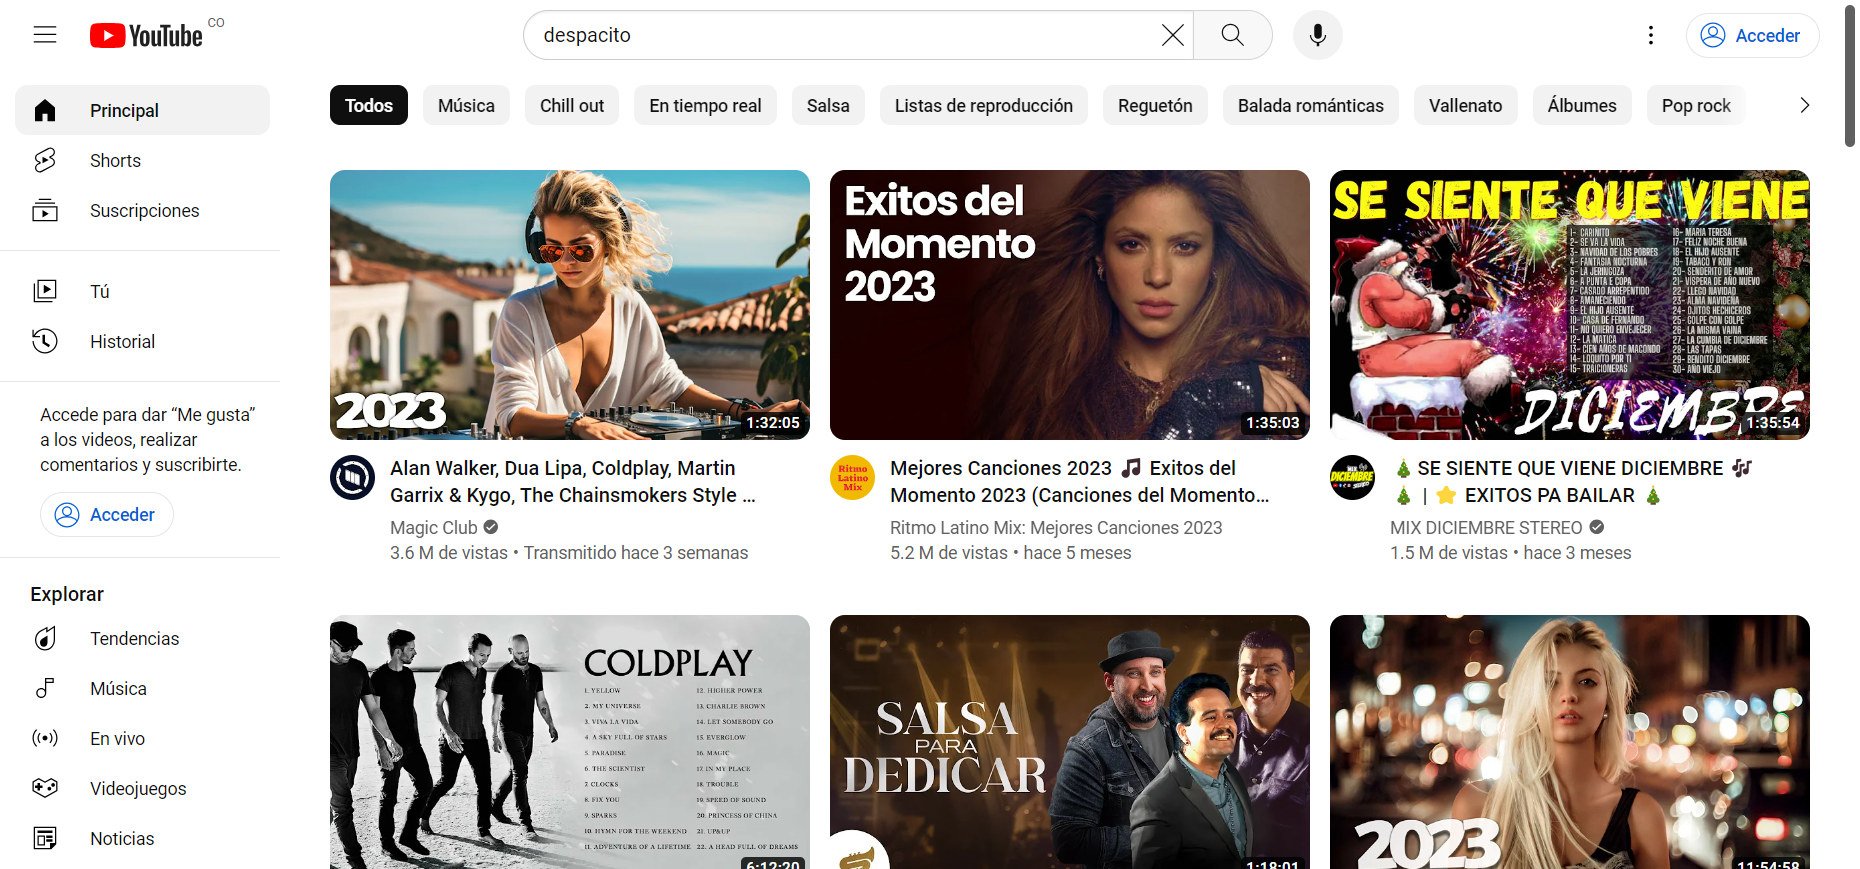 YouTube CO
despacito
Acceder
Principal
Shorts
Suscripciones
Tú
Historial
Accede para dar “Me gusta”
a los videos, realizar
comentarios y suscribirte.
Acceder
Explorar
Tendencias
Música
En vivo
Videojuegos
Noticias
Todos
Música
Chill out
En tiempo real
Salsa
Listas de reproducción
Reguetón
Balada románticas
Vallenato
Álbumes
Pop rock
2023
1:32:05
Alan Walker, Dua Lipa, Coldplay, Martin
Garrix & Kygo, The Chainsmokers Style ...
Magic Club
3.6 M de vistas • Transmitido hace 3 semanas
Exitos del
Momento
2023
1:35:03
Ritmo
Latino
Mix
Mejores Canciones 2023 🎵 Exitos del
Momento 2023 (Canciones del Momento...
Ritmo Latino Mix: Mejores Canciones 2023
5.2 M de vistas • hace 5 meses
SE SIENTE QUE VIENE
1- CARIÑITO
2- SE VA LA VIDA
3- NAVIDAD DE LOS POBRES
4- FANTASIA NOCTURNA
5- LA JERINGOZA
6- A PUNTA E COPA
7- CASADO ARREPENTIDO
8- AMANECIENDO
9- EL HIJO AUSENTE
10- CASA DE FERNANDO
11- NO QUIERO ENVEJECER
12- LA MATICA
13- CIEN AÑOS DE MACONDO
14- LOQUITO POR TI
15- TRAICIONERAS
16- MARIA TERESA
17- FELIZ NOCHE BUENA
18- EL HIJO AUSENTE
19- TABACO Y RON
20- SENDERITO DE AMOR
21- VISPERA DE AÑO NUEVO
22- LLEGO NAVIDAD
23- ALMA NAVIDEÑA
24- OJITOS HECHICEROS
25- GOLPE CON GOLPE
26- LA MISMA VAINA
27- LA CUMBIA DE DICIEMBRE
28- LAS TAPAS
29- BENDITO DICIEMBRE
30- AÑO VIEJO
DICIEMBRE
1:35:54
MIX
DICIEMBRE
STEREO
🎄 SE SIENTE QUE VIENE DICIEMBRE 🎶
🎄 | ⭐ EXITOS PA BAILAR 🎄
MIX DICIEMBRE STEREO
1.5 M de vistas • hace 3 meses
COLDPLAY
1. YELLOW
2. MY UNIVERSE
3. VIVA LA VIDA
4. A SKY FULL OF STARS
5. PARADISE
6. THE SCIENTIST
7. CLOCKS
8. FIX YOU
9. SPARKS
10. HYMN FOR THE WEEKEND
11. ADVENTURE OF A LIFETIME
12. HIGHER POWER
13. CHARLIE BROWN
14. LET SOMEBODY GO
15. EVERGLOW
16. MAGIC
17. IN MY PLACE
18. TROUBLE
19. SPEED OF SOUND
20. PRINCESS OF CHINA
21. UP&UP
22. A HEAD FULL OF DREAMS
6:12:20
SALSA
PARA
DEDICAR
1:18:01
2023
11:54:58